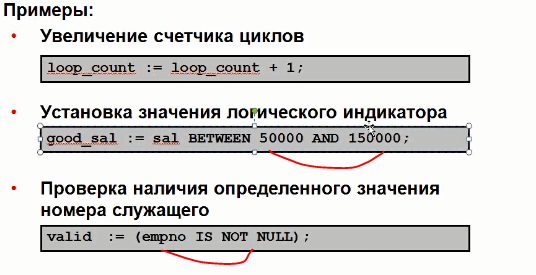 Примеры:
• Увеличение счетчика циклов
loop_count := loop_count + 1;
• Установка значения логического индикатора
good_sal := sal BETWEEN 50000 AND 150000;
• Проверка наличия определенного значения
номера служащего
valid := (empno IS NOT NULL);